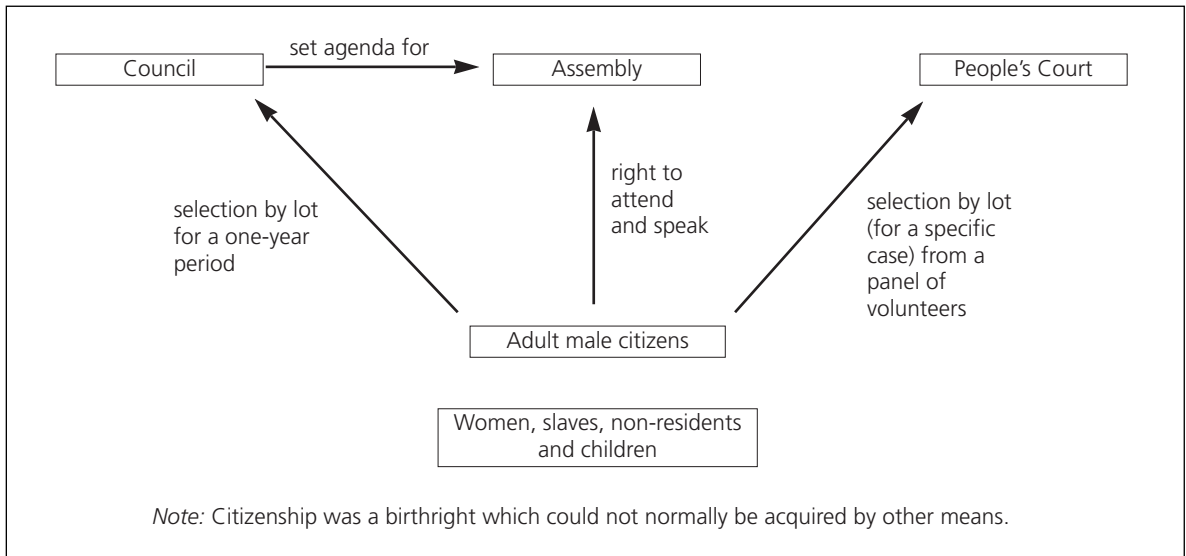 set agenda for
Council
Assembly
People's Court
selection by lot
for a one-year
period
right to
attend
and speak
selection by lot
(for a specific
case) from a
panel of
volunteers
Adult male citizens
Women, slaves, non-residents
and children
Note: Citizenship was a birthright which could not normally be acquired by other means.